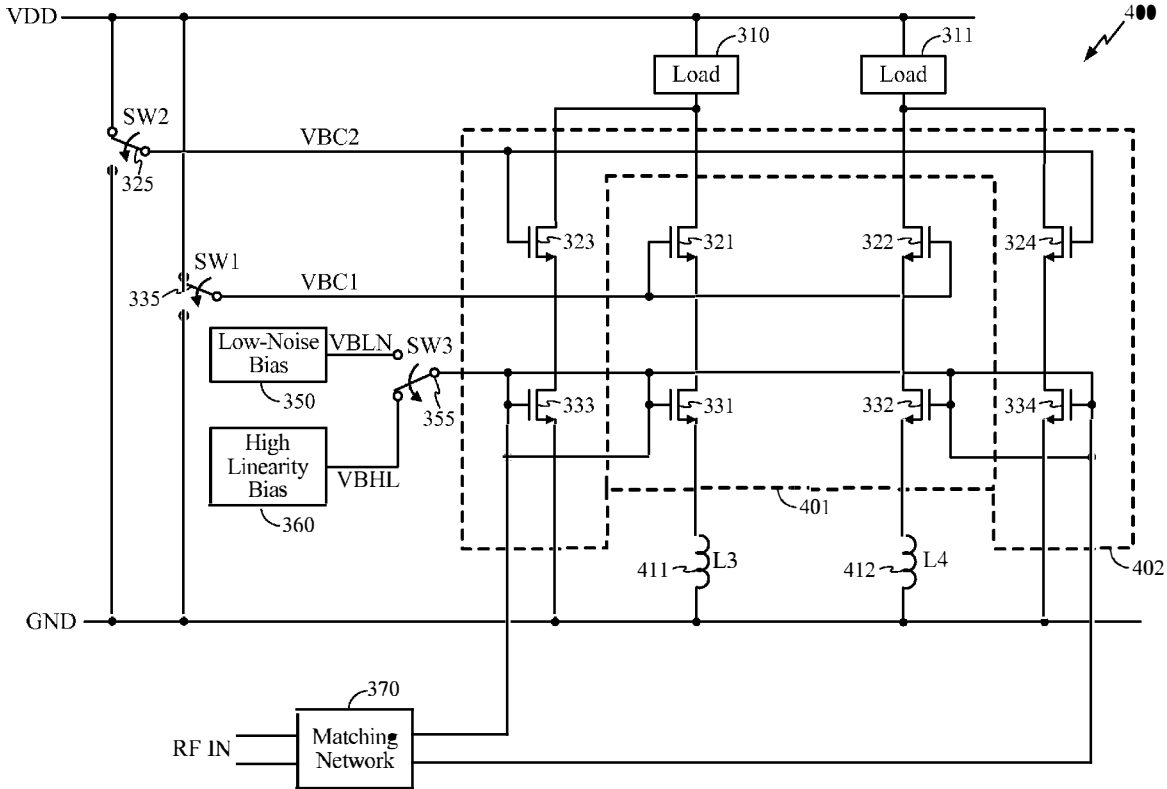 VDD
400
310
311
Load
Load
SW2
VBC2
325
323
321
322
324
SW1
335
VBC1
Low-Noise
Bias
VBLN
SW3
350
355
333
331
332
334
High
Linearity
Bias
VBHL
360
401
411
L3
412
L4
402
GND
370
RF IN
Matching
Network